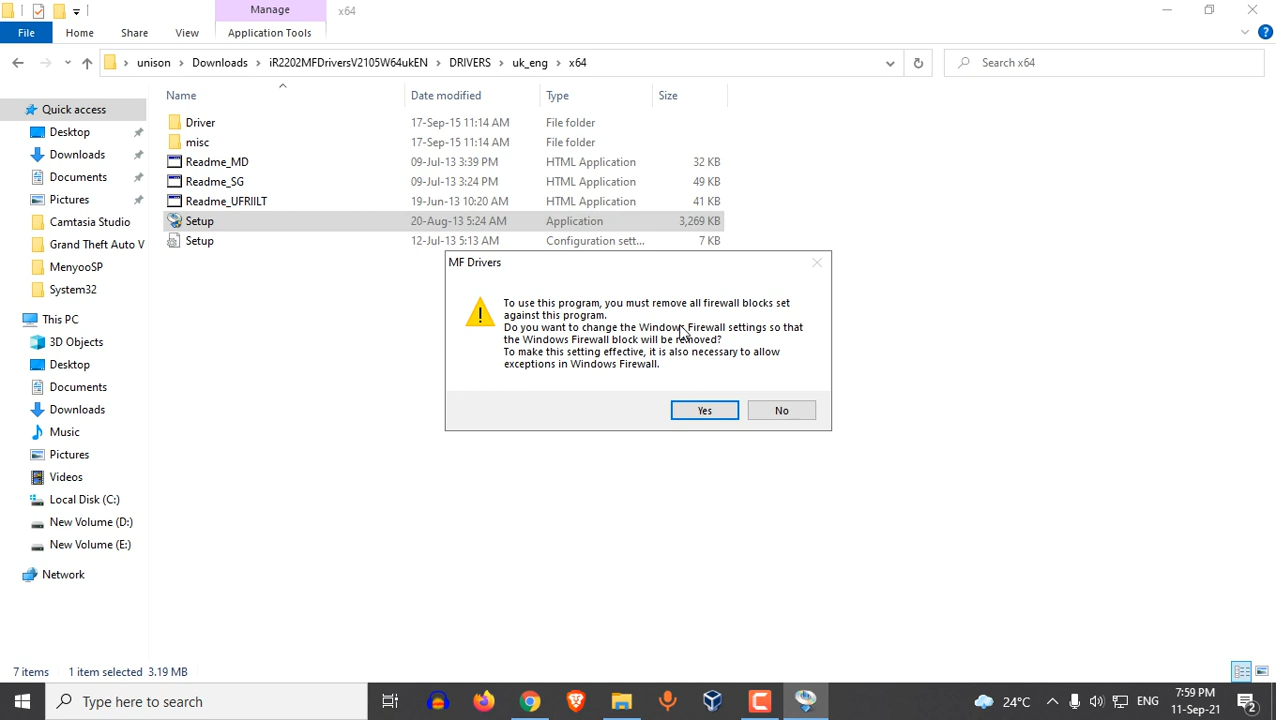 Manage
x64
File
Home
Share
View
Application Tools
unison
Downloads
iR2202MFDriversV2105W64ukEN
DRIVERS
uk_eng
x64
Search x64
Name
Date modified
Type
Size
Quick access
Desktop
Downloads
Documents
Pictures
Camtasia Studio
Grand Theft Auto V
MenyooSP
System32
This PC
3D Objects
Desktop
Documents
Downloads
Music
Pictures
Videos
Local Disk (C:)
New Volume (D:)
New Volume (E:)
Network
Driver 17-Sep-15 11:14 AM File folder
misc 17-Sep-15 11:14 AM File folder
Readme_MD 09-Jul-13 3:39 PM HTML Application 32 KB
Readme_SG 09-Jul-13 3:24 PM HTML Application 49 KB
Readme_UFRIILT 19-Jun-13 10:20 AM HTML Application 41 KB
Setup 20-Aug-13 5:24 AM Application 3,269 KB
Setup 12-Jul-13 5:13 AM Configuration sett... 7 KB
MF Drivers
To use this program, you must remove all firewall blocks set
against this program.
Do you want to change the Windows Firewall settings so that
the Windows Firewall block will be removed?
To make this setting effective, it is also necessary to allow
exceptions in Windows Firewall.
Yes
No
7 items
1 item selected 3.19 MB
Type here to search
24°C
ENG
7:59 PM
11-Sep-21
2